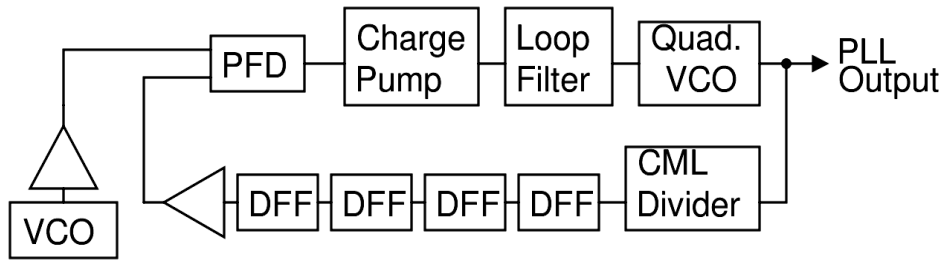 PFD
Charge
Pump
Loop
Filter
Quad.
VCO
PLL
Output
VCO
DFF
DFF
DFF
DFF
CML
Divider